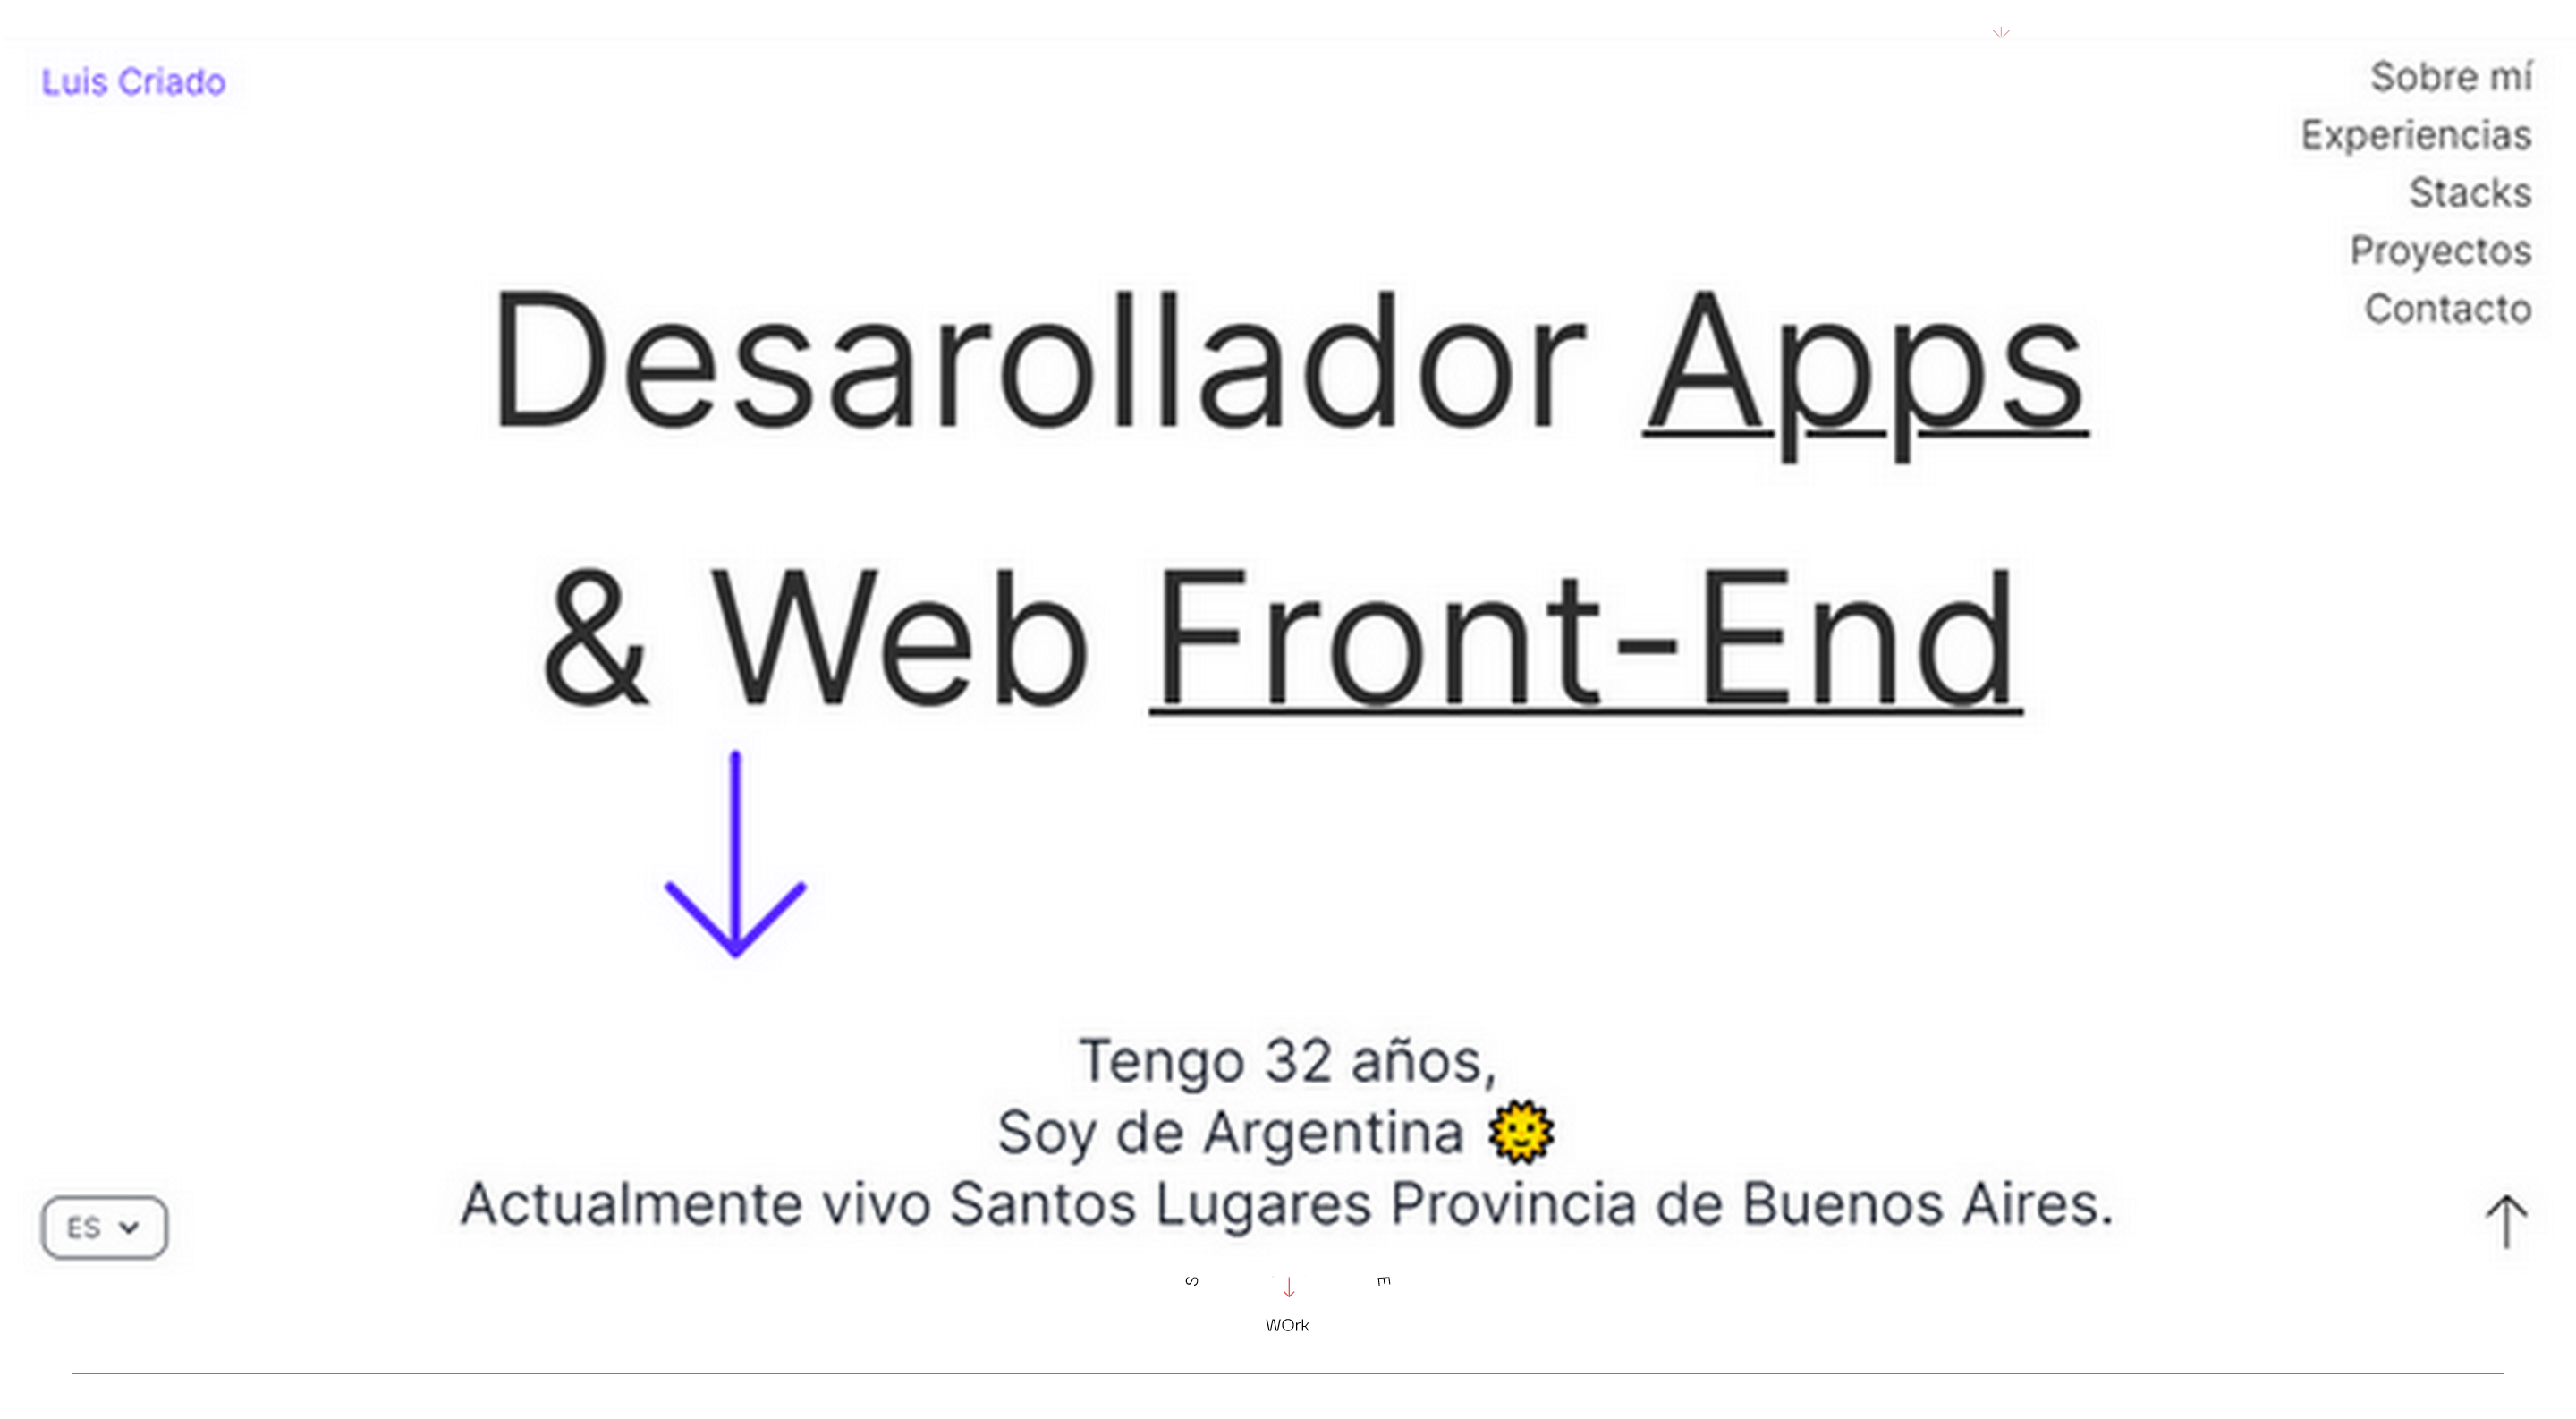 Luis Criado
Sobre mí
Experiencias
Stacks
Proyectos
Contacto
Desarollador Apps
& Web Front-End
Tengo 32 años,
Soy de Argentina 🌞
Actualmente vivo Santos Lugares Provincia de Buenos Aires.
ES
S E
WOrk